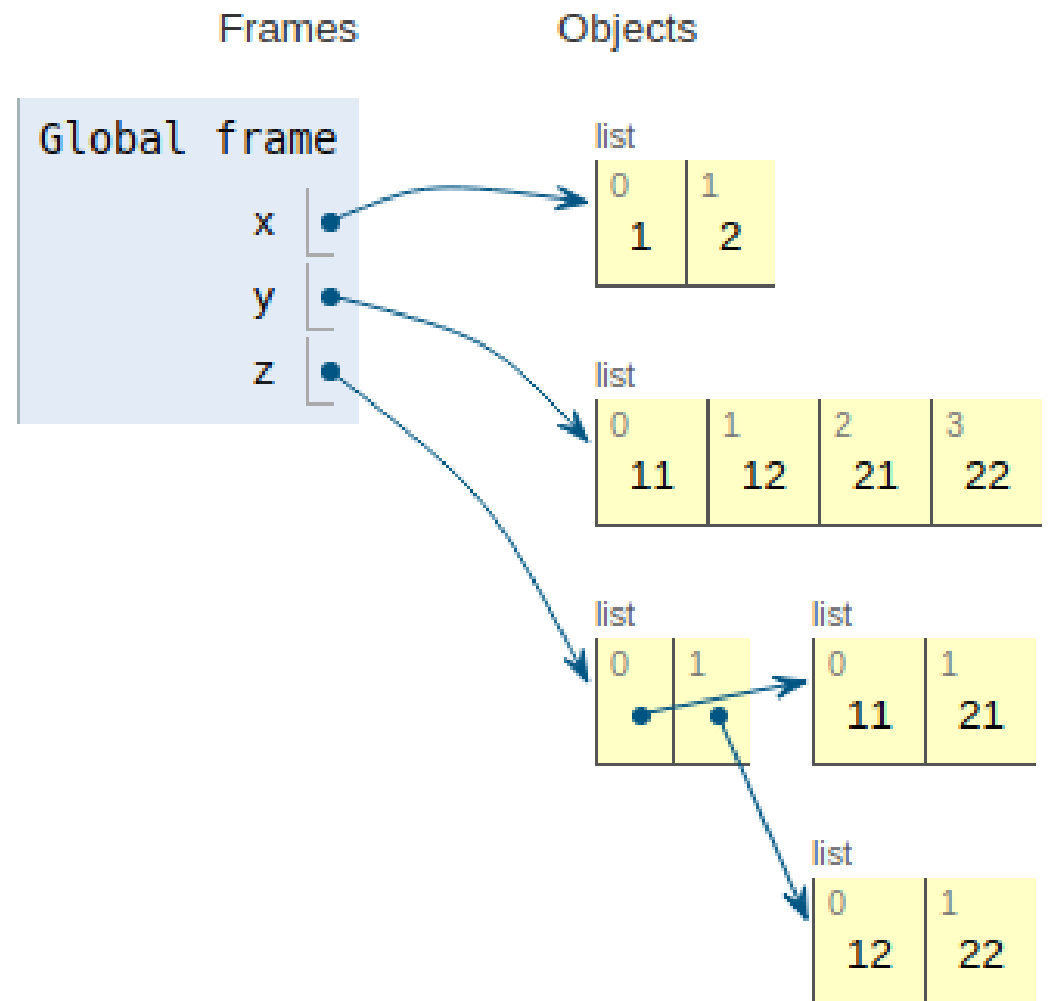 Frames Objects
Global frame
x
y
z
list
0 1
1 2
list
0 1 2 3
11 12 21 22
list
0 1
list
0 1
11 21
list
0 1
12 22